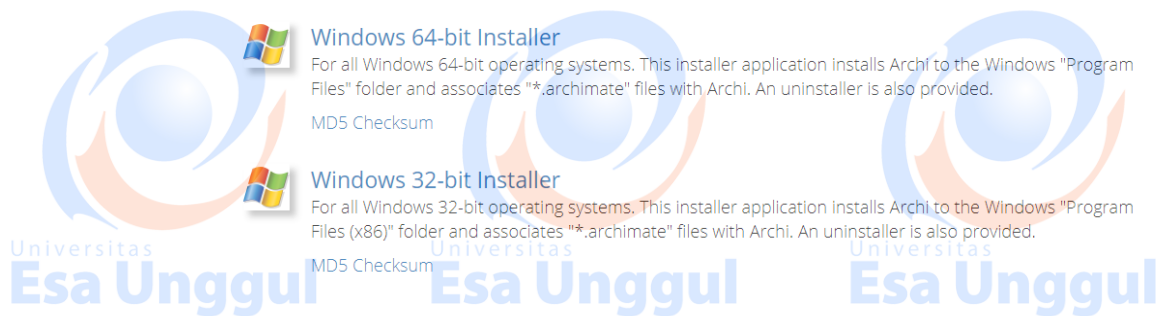 Windows 64-bit Installer
For all Windows 64-bit operating systems. This installer application installs Archi to the Windows "Program
Files" folder and associates "*.archimate" files with Archi. An uninstaller is also provided.
MD5 Checksum
Windows 32-bit Installer
For all Windows 32-bit operating systems. This installer application installs Archi to the Windows "Program
Files (x86)" folder and associates "*.archimate" files with Archi. An uninstaller is also provided.
MD5 Checksum
Universitas
Esa Unggul
Universitas
Esa Unggul
Universitas
Esa Unggul